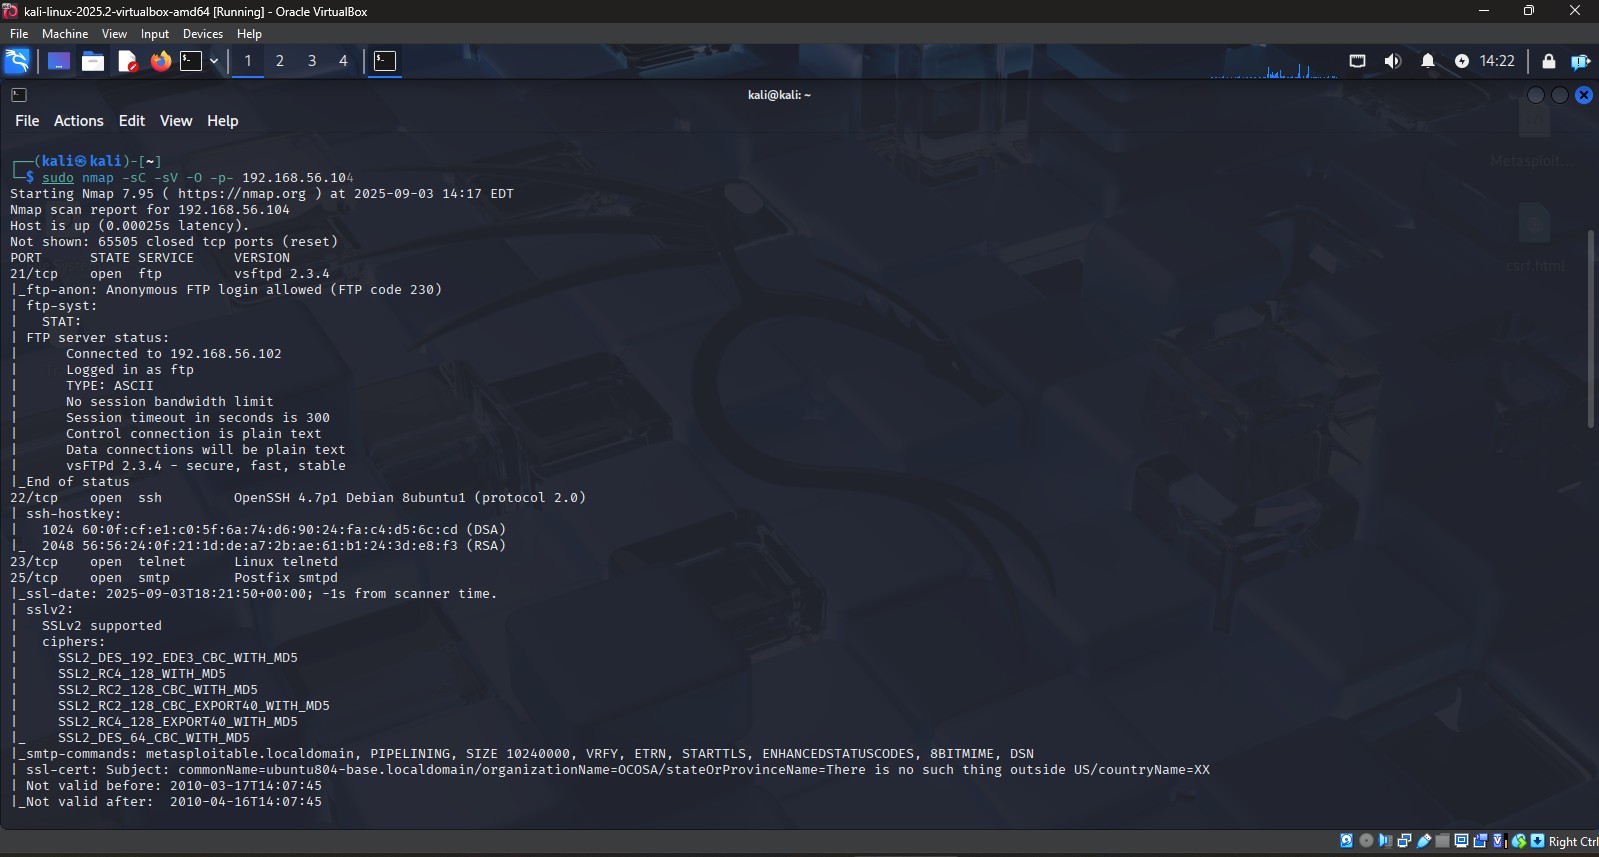 kali-linux-2025.2-virtualbox-amd64 [Running] - Oracle VirtualBox
File Machine View Input Devices Help
1 2 3 4 14:22
kali@kali: ~
File Actions Edit View Help
Metasploit...
csrf.html
(kali㉿kali)-[~]
$ sudo nmap -sC -sV -O -p- 192.168.56.104
Starting Nmap 7.95 ( https://nmap.org ) at 2025-09-03 14:17 EDT
Nmap scan report for 192.168.56.104
Host is up (0.00025s latency).
Not shown: 65505 closed tcp ports (reset)
PORT STATE SERVICE VERSION
21/tcp open ftp vsftpd 2.3.4
|_ftp-anon: Anonymous FTP login allowed (FTP code 230)
| ftp-syst:
| STAT:
| FTP server status:
| Connected to 192.168.56.102
| Logged in as ftp
| TYPE: ASCII
| No session bandwidth limit
| Session timeout in seconds is 300
| Control connection is plain text
| Data connections will be plain text
| vsFTPd 2.3.4 - secure, fast, stable
|_End of status
22/tcp open ssh OpenSSH 4.7p1 Debian 8ubuntu1 (protocol 2.0)
| ssh-hostkey:
| 1024 60:0f:cf:e1:c0:5f:6a:74:d6:90:24:fa:c4:d5:6c:cd (DSA)
|_ 2048 56:56:24:0f:21:1d:de:a7:2b:ae:61:b1:24:3d:e8:f3 (RSA)
23/tcp open telnet Linux telnetd
25/tcp open smtp Postfix smtpd
|_ssl-date: 2025-09-03T18:21:50+00:00; -1s from scanner time.
| sslv2:
| SSLv2 supported
| ciphers:
| SSL2_DES_192_EDE3_CBC_WITH_MD5
| SSL2_RC4_128_WITH_MD5
| SSL2_RC2_128_CBC_WITH_MD5
| SSL2_RC2_128_CBC_EXPORT40_WITH_MD5
| SSL2_RC4_128_EXPORT40_WITH_MD5
|_ SSL2_DES_64_CBC_WITH_MD5
|_smtp-commands: metasploitable.localdomain, PIPELINING, SIZE 10240000, VRFY, ETRN, STARTTLS, ENHANCEDSTATUSCODES, 8BITMIME, DSN
| ssl-cert: Subject: commonName=ubuntu804-base.localdomain/organizationName=OCOSA/stateOrProvinceName=There is no such thing outside US/countryName=XX
| Not valid before: 2010-03-17T14:07:45
|_Not valid after: 2010-04-16T14:07:45
Right Ctrl